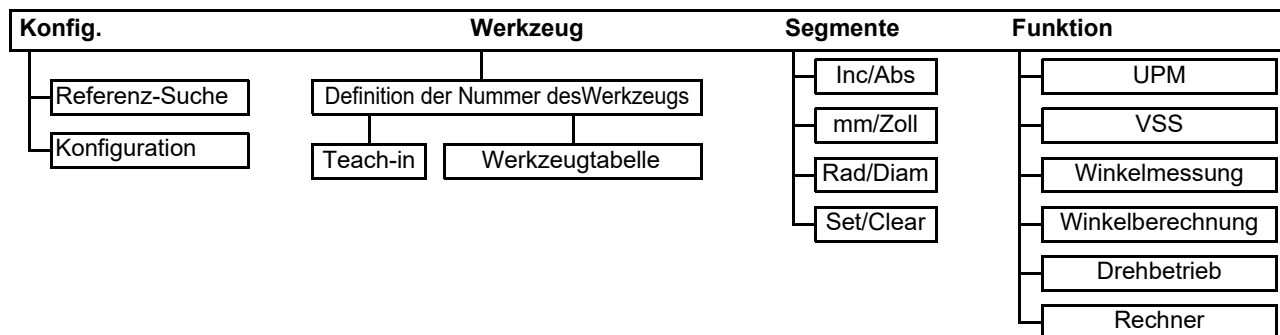 Konfig. Werkzeug Segmente Funktion
Referenz-Suche
Konfiguration
Definition der Nummer desWerkzeugs
Teach-in
Werkzeugtabelle
Inc/Abs
mm/Zoll
Rad/Diam
Set/Clear
UPM
VSS
Winkelmessung
Winkelberechnung
Drehbetrieb
Rechner